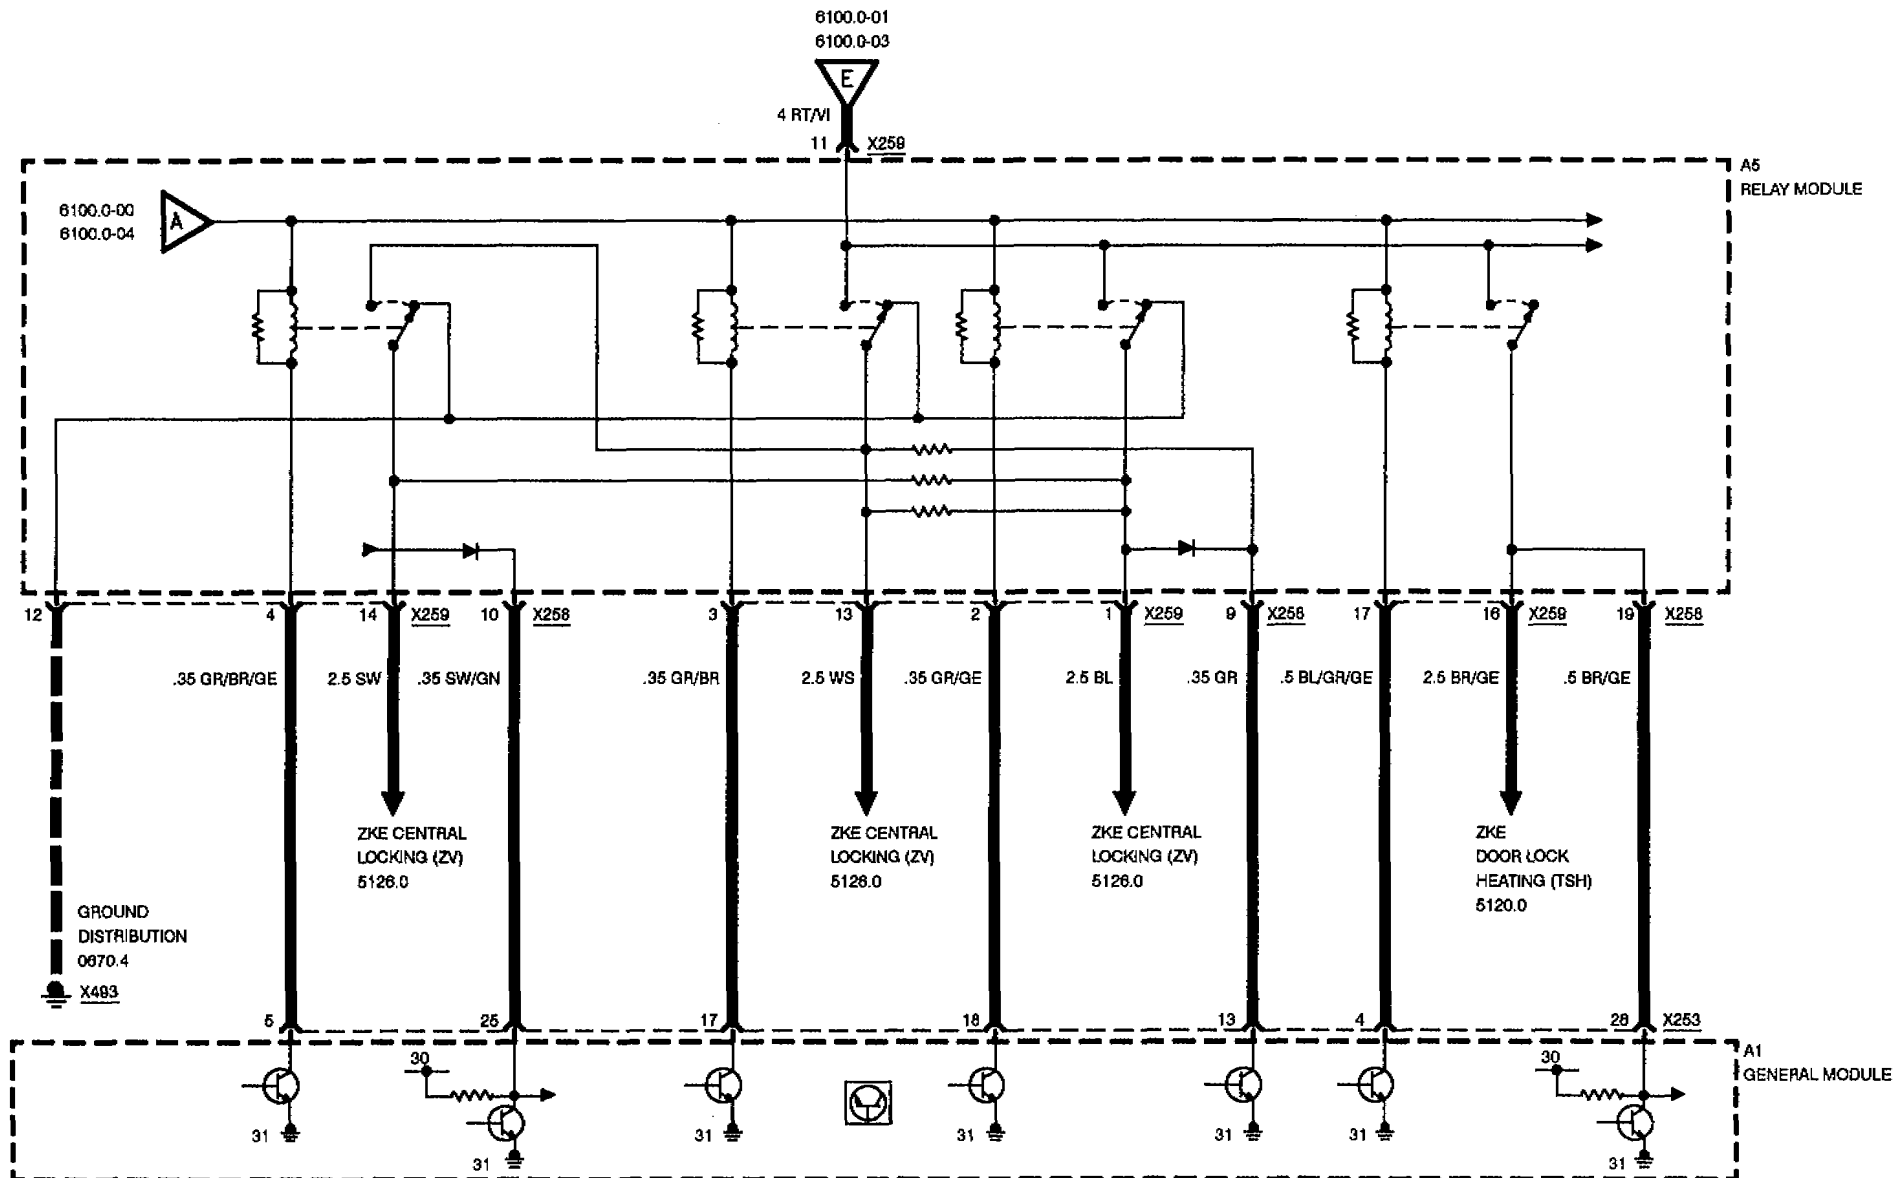 6100.0-01
6100.0-03
E
4 RT/VI
11 X259
A5
RELAY MODULE
6100.0-00
6100.0-04
A
12 4 14 X259 10 X258 3 13 2 1 X259 9 X258 17 16 X259 19 X258
.35 GR/BR/GE 2.5 SW .35 SW/GN .35 GR/BR 2.5 WS .35 GR/GE 2.5 BL .35 GR .5 BL/GR/GE 2.5 BR/GE .5 BR/GE
ZKE CENTRAL
LOCKING (ZV)
5126.0
ZKE CENTRAL
LOCKING (ZV)
5126.0
ZKE CENTRAL
LOCKING (ZV)
5126.0
ZKE
DOOR LOCK
HEATING (TSH)
5120.0
GROUND
DISTRIBUTION
0670.4
X493
5 25 17 18 13 4 28 X253
A1
GENERAL MODULE
30 30
31 31 31 31 31
31 31